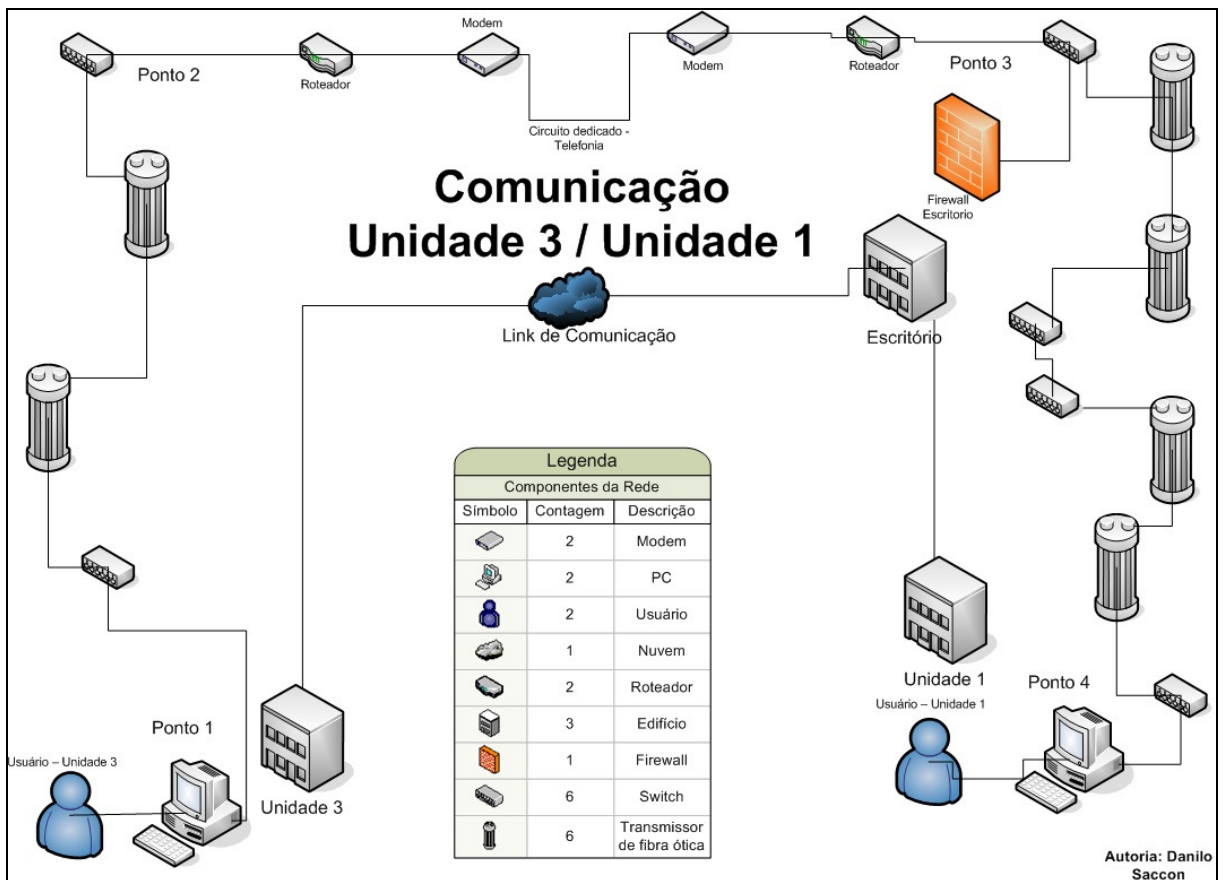 Modem
Ponto 2
Roteador
Modem
Roteador
Ponto 3
Circuito dedicado -
Telefonia
Comunicação
Unidade 3 / Unidade 1
Firewall
Escritorio
Link de Comunicação
Escritório
Legenda
Componentes da Rede
Símbolo Contagem Descrição
2 Modem
2 PC
2 Usuário
1 Nuvem
2 Roteador
3 Edifício
1 Firewall
6 Switch
6 Transmissor
de fibra ótica
Unidade 1
Ponto 4
Usuário – Unidade 1
Ponto 1
Usuário – Unidade 3
Unidade 3
Autoria: Danilo
Saccon